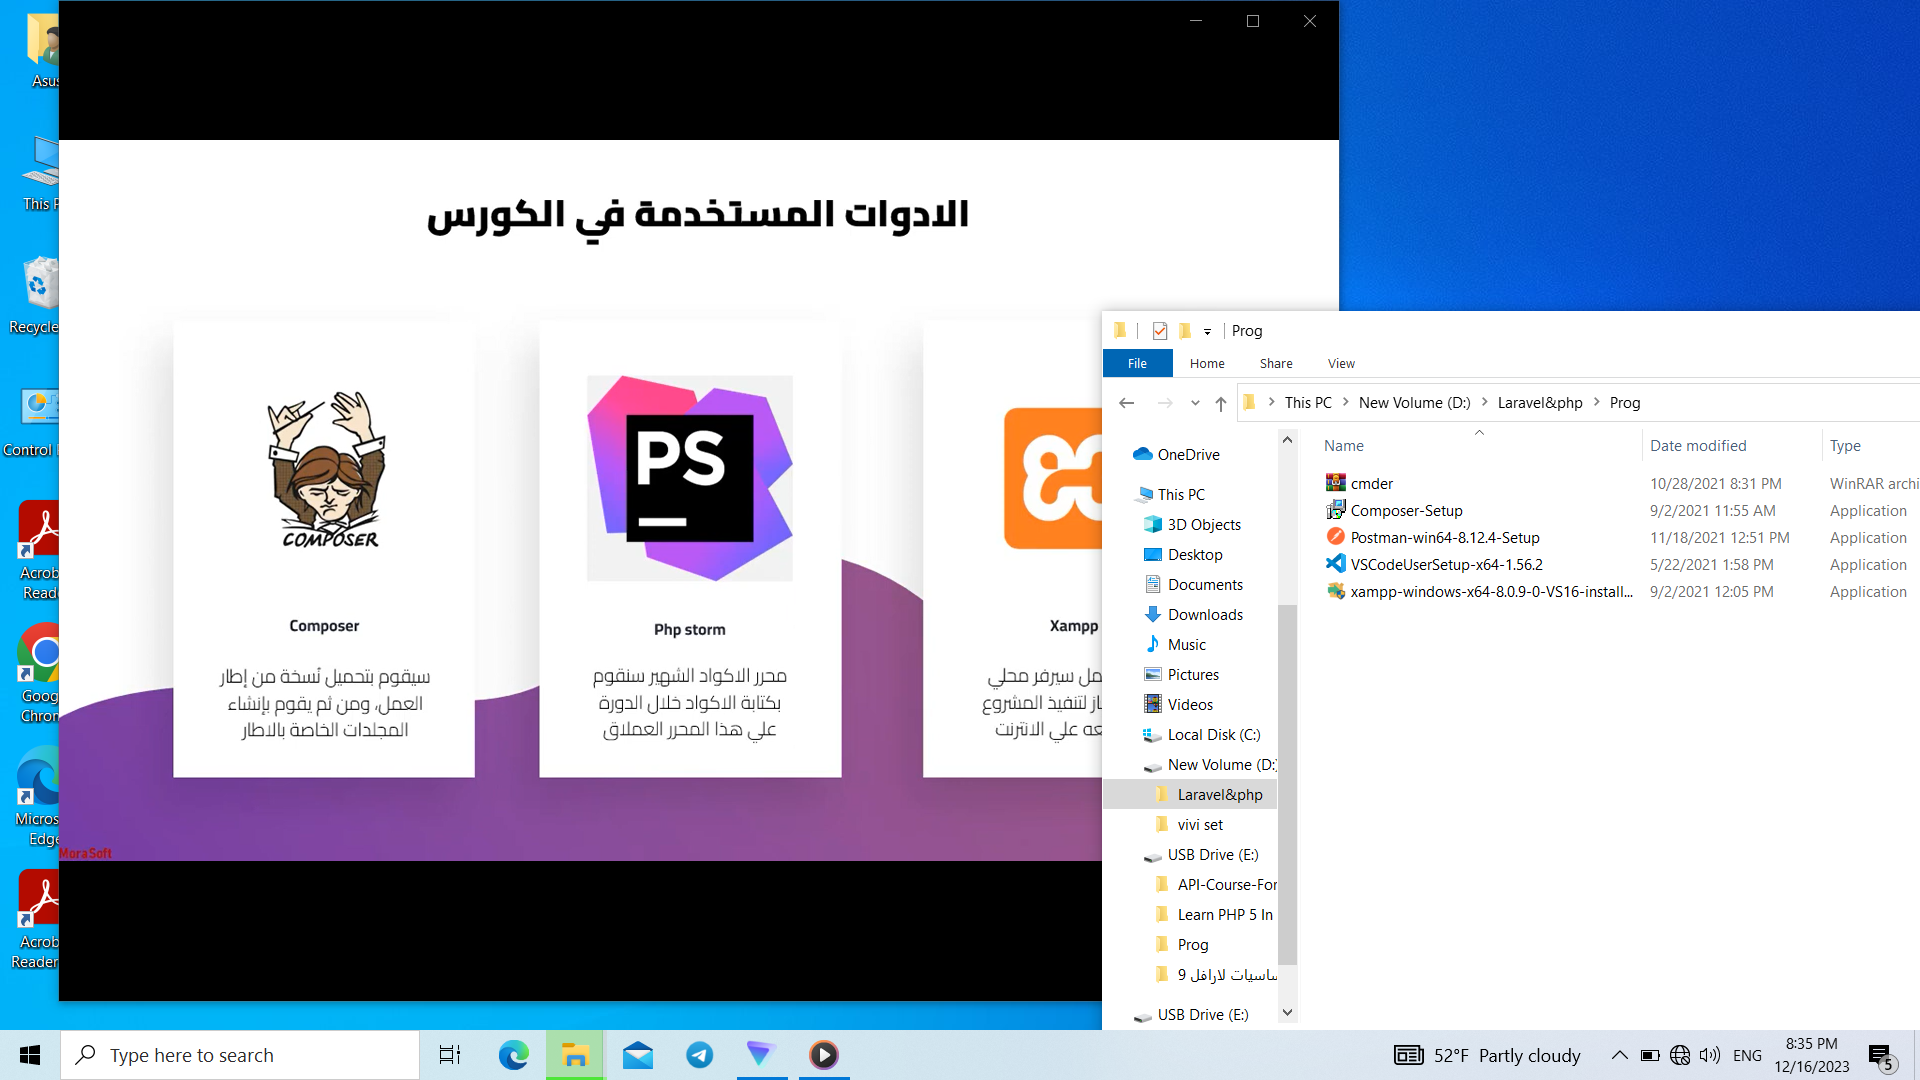 Asus
This P
Recycle
Control
Acrob
Reade
Goog
Chron
Micros
Edge
Acrob
Reader
الادوات المستخدمة في الكورس
COMPOSER
Composer
سيقوم بتحميل نسخة من إطار
العمل، ومن ثم يقوم بإنشاء
المجلدات الخاصة بالاطار
PS
Php storm
محرر الاكواد الشهير سنقوم
بكتابة الاكواد خلال الدورة
علي هذا المحرر العملاق
Xampp
مل سيرفر محلي
از لتنفيذ المشروع
عه علي الانترنت
MoraSoft
Prog
File Home Share View
This PC New Volume (D:) Laravel&php Prog
OneDrive
This PC
3D Objects
Desktop
Documents
Downloads
Music
Pictures
Videos
Local Disk (C:)
New Volume (D:)
Laravel&php
vivi set
USB Drive (E:)
API-Course-For
Learn PHP 5 In
Prog
ساسيات لارافل 9
USB Drive (E:)
Name Date modified Type
cmder 10/28/2021 8:31 PM WinRAR archi
Composer-Setup 9/2/2021 11:55 AM Application
Postman-win64-8.12.4-Setup 11/18/2021 12:51 PM Application
VSCodeUserSetup-x64-1.56.2 5/22/2021 1:58 PM Application
xampp-windows-x64-8.0.9-0-VS16-install... 9/2/2021 12:05 PM Application
Type here to search
52°F Partly cloudy
ENG
8:35 PM
12/16/2023
5